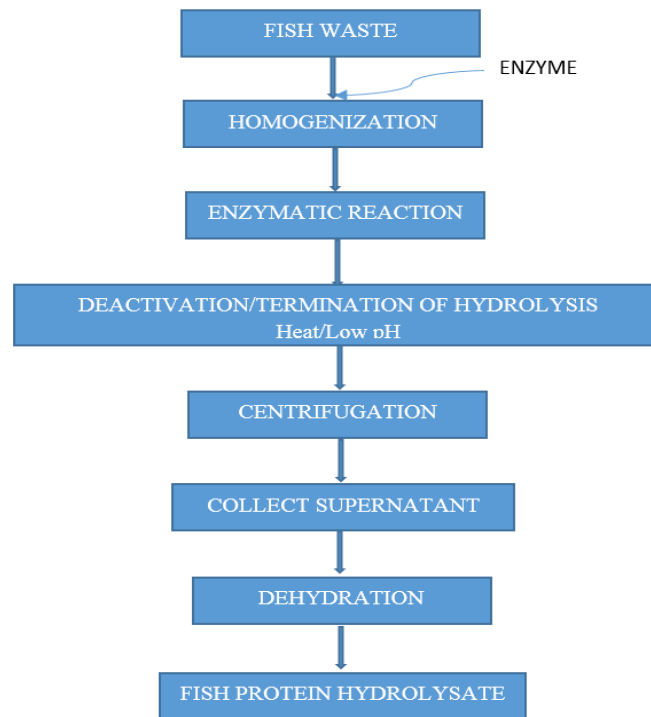 FISH WASTE
ENZYME
HOMOGENIZATION
ENZYMATIC REACTION
DEACTIVATION/TERMINATION OF HYDROLYSIS
Heat/Low pH
CENTRIFUGATION
COLLECT SUPERNATANT
DEHYDRATION
FISH PROTEIN HYDROLYSATE